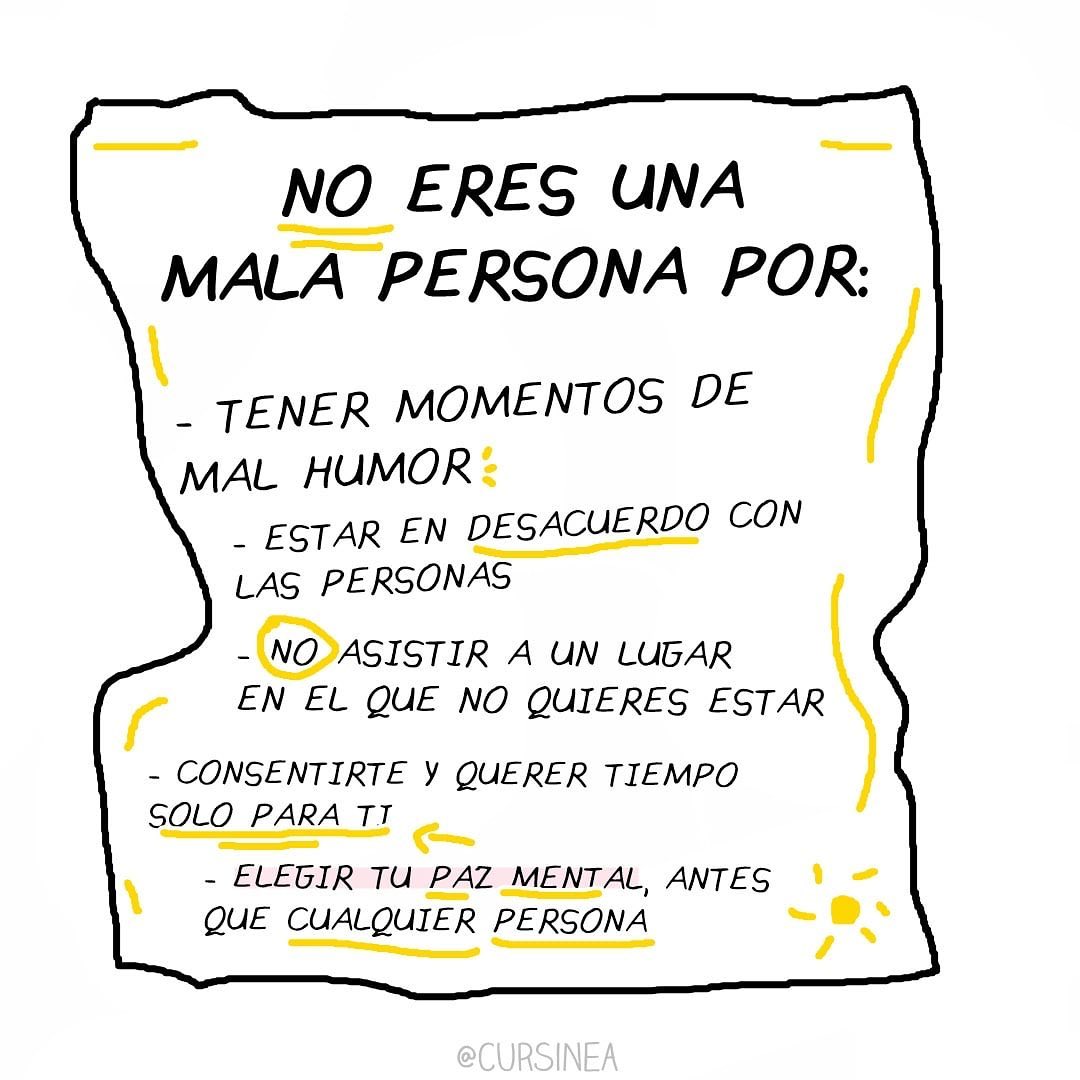 NO ERES UNA
MALA PERSONA POR:
- TENER MOMENTOS DE
MAL HUMOR
- ESTAR EN DESACUERDO CON
LAS PERSONAS
- NO ASISTIR A UN LUGAR
EN EL QUE NO QUIERES ESTAR
- CONSENTIRTE Y QUERER TIEMPO
SOLO PARA TI
- ELEGIR TU PAZ MENTAL, ANTES
QUE CUALQUIER PERSONA
@CURSINEA